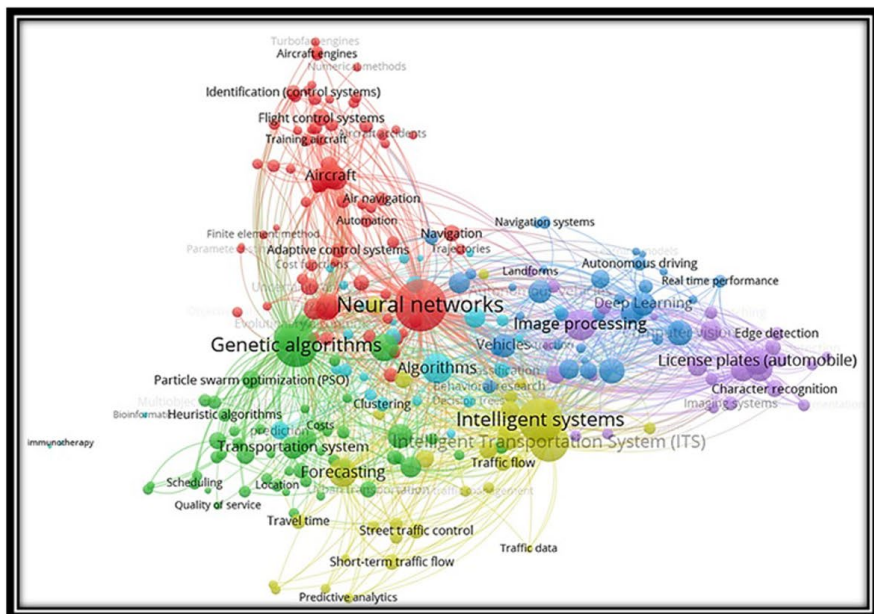 Turbofan engines
Aircraft engines
Numerical methods
Identification (control systems)
Flight control systems
Training aircraft
Aircraft accidents
Aircraft
Air navigation
Automation
Navigation systems
Finite element method
Navigation
Adaptive control systems
Trajectories
Cost functions
Landforms
Autonomous driving
Real time performance
Neural networks
Deep Learning
Image processing
Edge detection
Genetic algorithms
Vehicles
License plates (automobile)
Algorithms
Particle swarm optimization (PSO)
Behavioral research
Character recognition
Decision trees
Clustering
Imaging systems
Heuristic algorithms
Costs
Intelligent systems
prediction
immunotherapy
Transportation system
Intelligent Transportation System (ITS)
Forecasting
Traffic flow
Scheduling
Location
Urban transportation
Quality of service
Travel time
Street traffic control
Traffic data
Short-term traffic flow
Predictive analytics